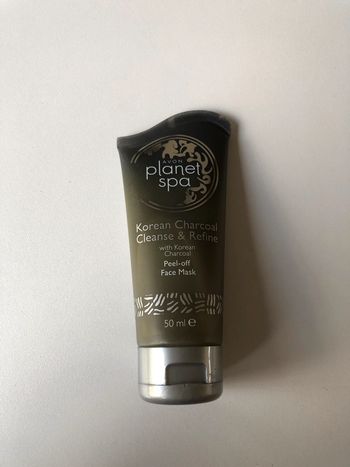 AVON
planet
spa
Korean Charcoal
Cleanse & Refine
with Korean
Charcoal
Peel-off
Face Mask
50 ml ℮